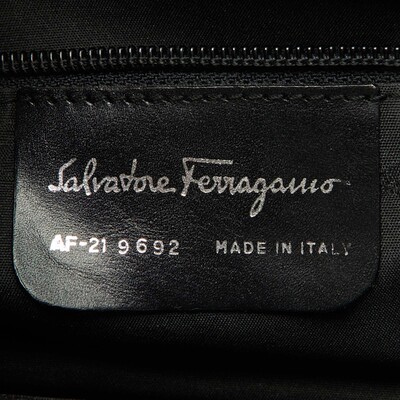 Salvatore Ferragamo
AF-21 9692 MADE IN ITALY